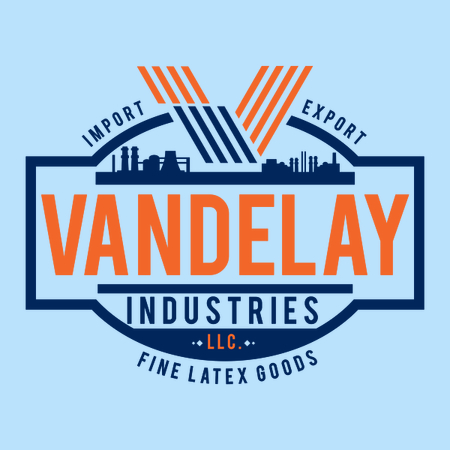 IMPORT
EXPORT
VANDELAY
INDUSTRIES
LLC.
FINE LATEX GOODS